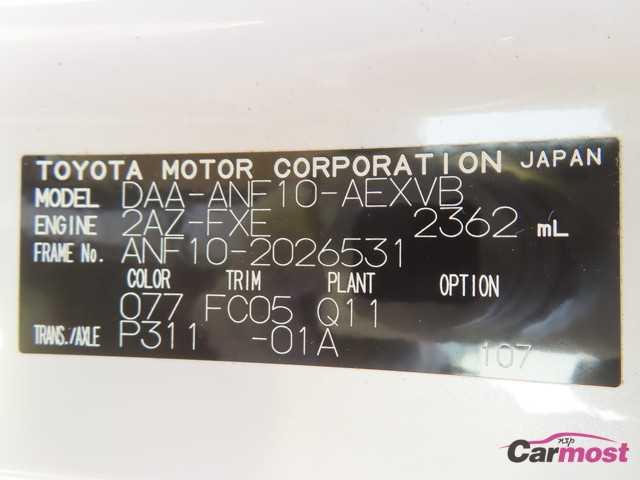 TOYOTA MOTOR CORPORATION JAPAN
MODEL DAA-ANF10-AEXVB
ENGINE 2AZ-FXE 2362 mL
FRAME No. ANF10-2026531
COLOR TRIM PLANT OPTION
077 FC05 Q11
TRANS./AXLE P311 -01A
107
nsp
Carmost